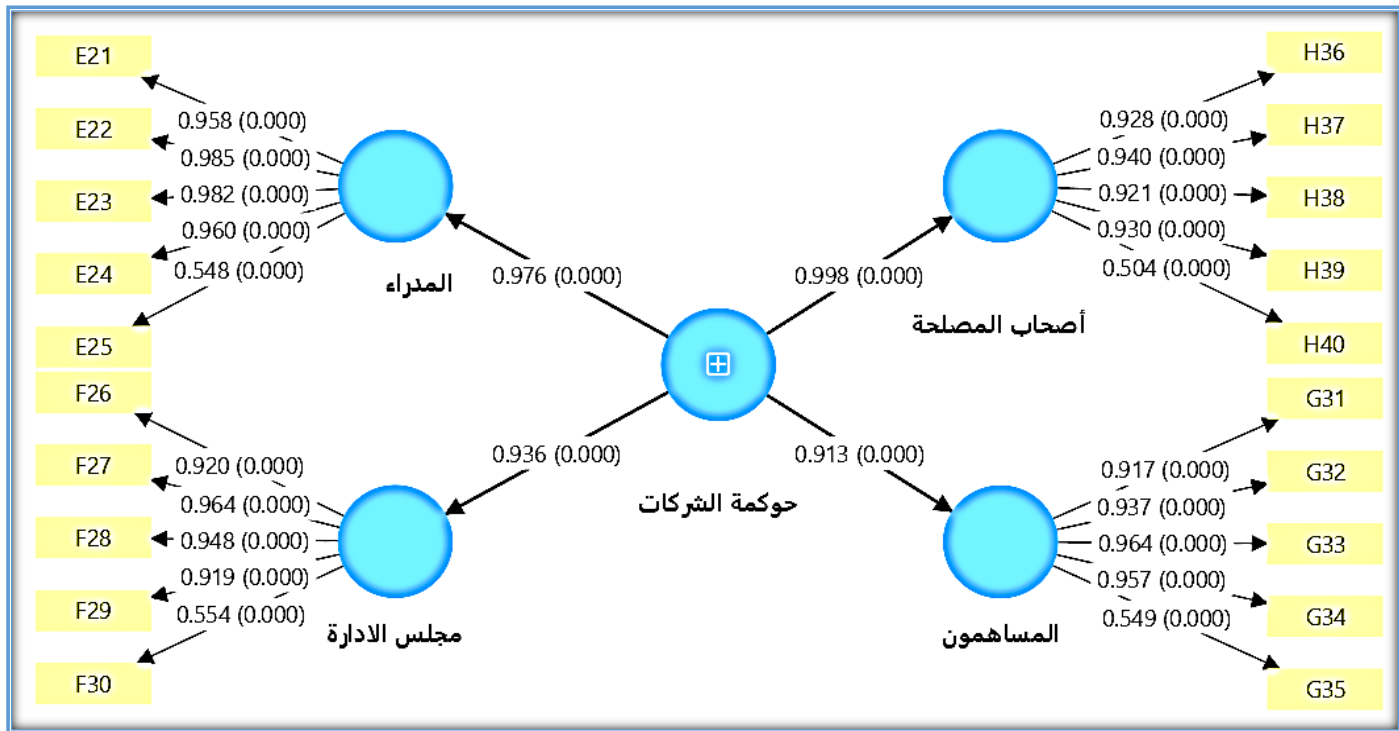 E21
E22
E23
E24
E25
0.958 (0.000)
0.985 (0.000)
0.982 (0.000)
0.960 (0.000)
0.548 (0.000)
المدراء
0.976 (0.000)
0.998 (0.000)
أصحاب المصلحة
0.928 (0.000)
0.940 (0.000)
0.921 (0.000)
0.930 (0.000)
0.504 (0.000)
H36
H37
H38
H39
H40
F26
F27
F28
F29
F30
0.920 (0.000)
0.964 (0.000)
0.948 (0.000)
0.919 (0.000)
0.554 (0.000)
مجلس الادارة
0.936 (0.000)
0.913 (0.000)
حوكمة الشركات
المساهمون
0.917 (0.000)
0.937 (0.000)
0.964 (0.000)
0.957 (0.000)
0.549 (0.000)
G31
G32
G33
G34
G35